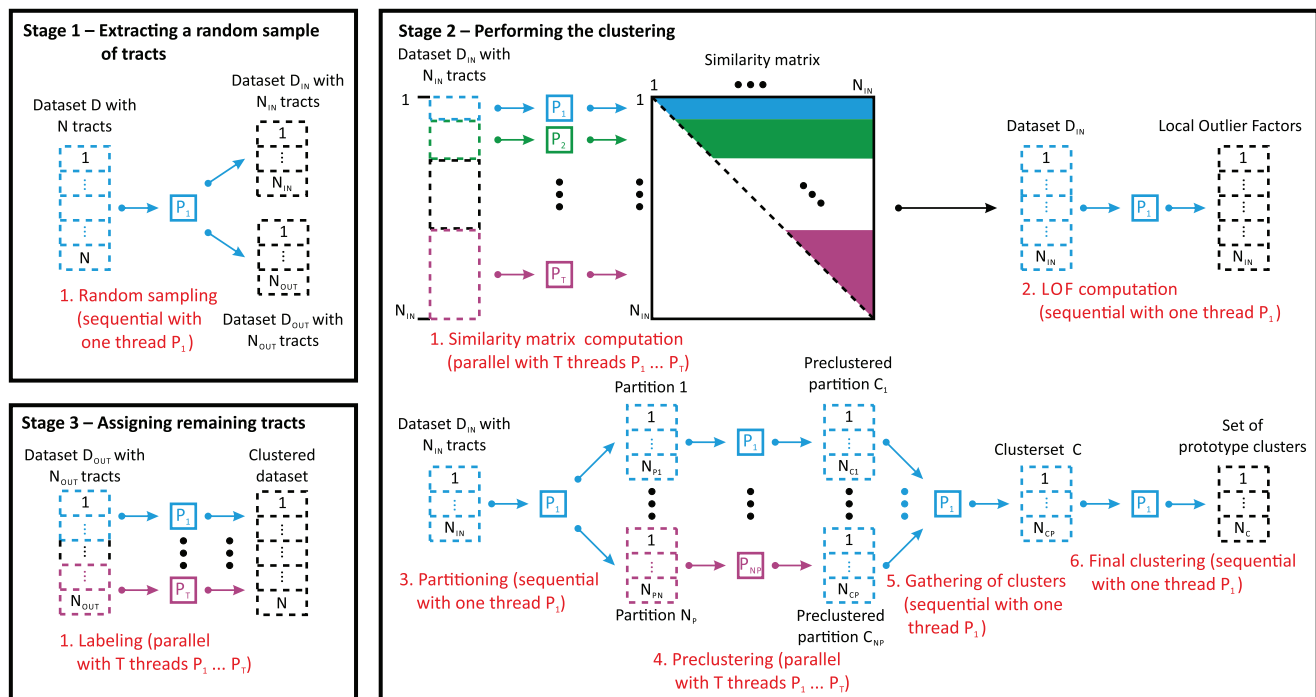 Stage 1 – Extracting a random sample
of tracts
Dataset D with
N tracts
1
⋮
⋮
N
P1
Dataset DIN with
NIN tracts
1
⋮
NIN
1
⋮
NOUT
Dataset DOUT with
NOUT tracts
1. Random sampling
(sequential with
one thread P1)
Stage 2 – Performing the clustering
Dataset DIN with
NIN tracts
1
NIN
P1
P2
PT
Similarity matrix
1
NIN
1
NIN
1. Similarity matrix computation
(parallel with T threads P1 ... PT)
Dataset DIN
1
⋮
⋮
NIN
P1
Local Outlier Factors
1
⋮
⋮
NIN
2. LOF computation
(sequential with one thread P1)
Dataset DIN with
NIN tracts
1
⋮
NIN
P1
3. Partitioning (sequential
with one thread P1)
Partition 1
1
⋮
NP1
1
⋮
NPN
Partition NP
P1
PNP
Preclustered
partition C1
1
⋮
NC1
1
⋮
NCP
Preclustered
partition CNP
4. Preclustering (parallel
with T threads P1 ... PT)
P1
5. Gathering of clusters
(sequential with one
thread P1)
Clusterset C
1
⋮
NCP
P1
Set of
prototype clusters
1
⋮
NC
6. Final clustering (sequential
with one thread P1)
Stage 3 – Assigning remaining tracts
Dataset DOUT with
NOUT tracts
1
⋮
⋮
⋮
NOUT
P1
PT
Clustered
dataset
1
⋮
⋮
⋮
N
1. Labeling (parallel
with T threads P1 ... PT)